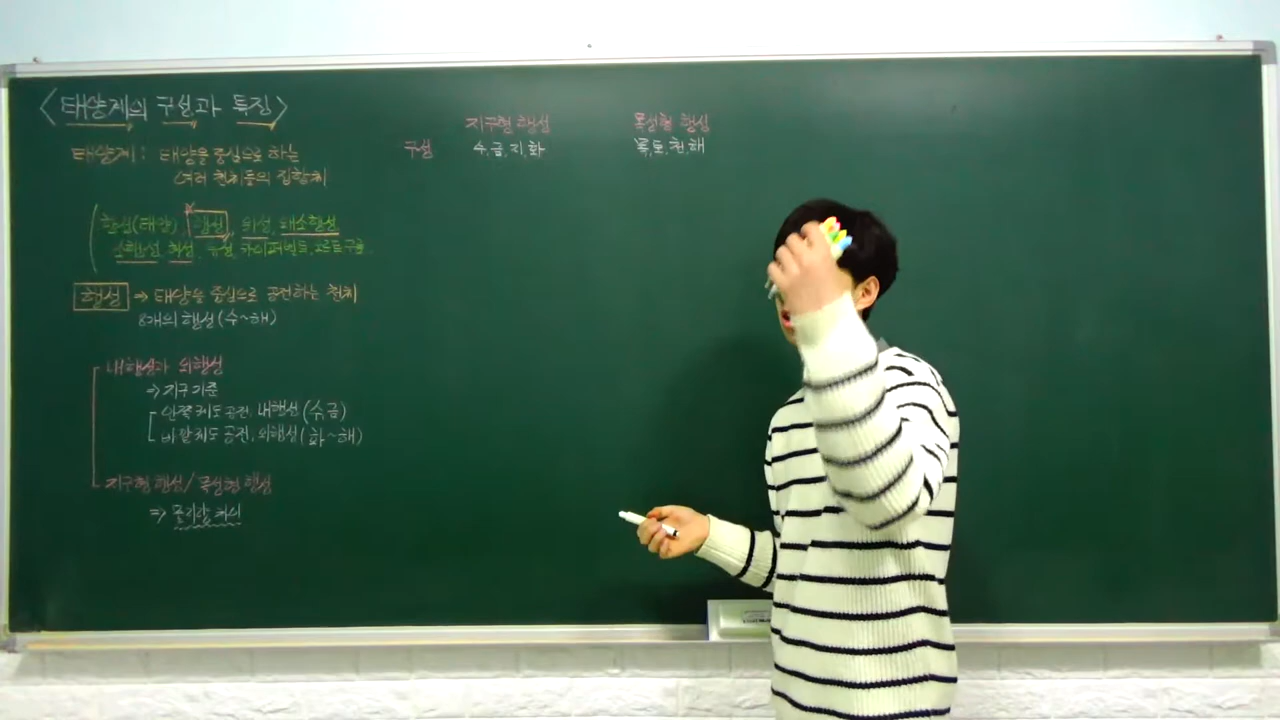 <태양계의 구성과 특징>
태양계: 태양을 중심으로 하는
여러 천체들의 집합체
항성(태양), 행성, 위성, 왜소행성
소행성, 혜성, 유성, 카이퍼벨트, 오르트구름
행성 ⇒ 태양을 중심으로 공전하는 천체
8개의 행성(수~해)
내행성과 외행성
⇒ 지구 기준
안쪽 궤도 공전, 내행성(수,금)
바깥궤도 공전, 외행성(화~해)
지구형 행성/목성형 행성
⇒ 물리량 차이
지구형 행성 목성형 행성
구성 수,금,지,화 목,토,천,해